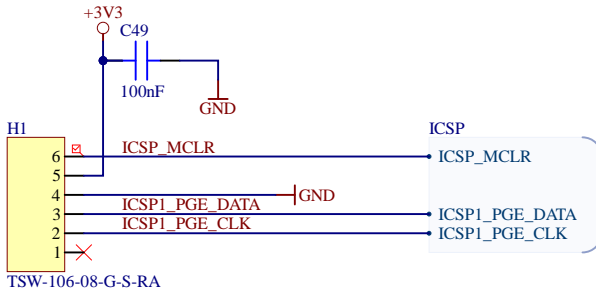 +3V3
C49
100nF
GND
H1
ICSP
6
ICSP_MCLR
ICSP_MCLR
5
4
GND
3
ICSP1_PGE_DATA
ICSP1_PGE_DATA
2
ICSP1_PGE_CLK
ICSP1_PGE_CLK
1
TSW-106-08-G-S-RA